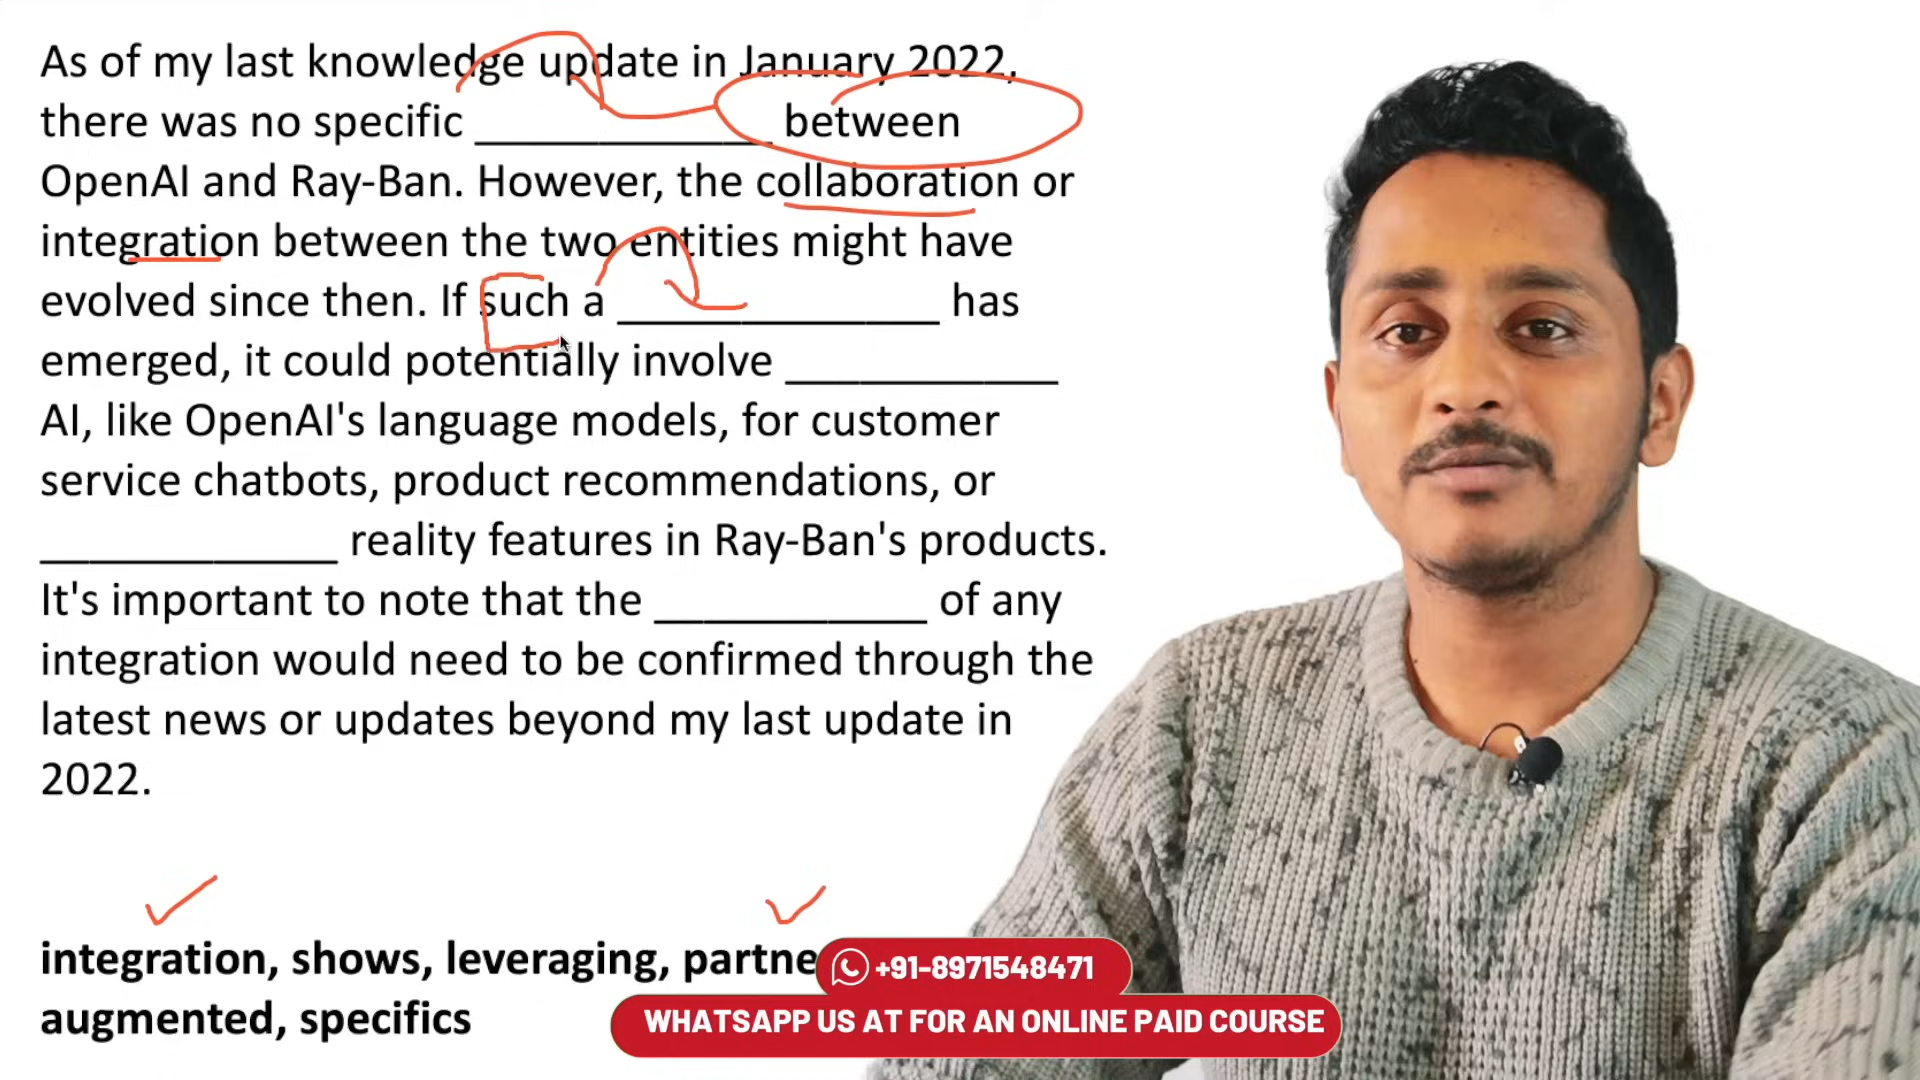 As of my last knowledge update in January 2022,
there was no specific ____________ between
OpenAI and Ray-Ban. However, the collaboration or
integration between the two entities might have
evolved since then. If such a _____________ has
emerged, it could potentially involve ___________
AI, like OpenAI's language models, for customer
service chatbots, product recommendations, or
____________ reality features in Ray-Ban's products.
It's important to note that the ___________ of any
integration would need to be confirmed through the
latest news or updates beyond my last update in
2022.
integration, shows, leveraging,
augmented, specifics
+91-8971548471
WHATSAPP US AT FOR AN ONLINE PAID COURSE